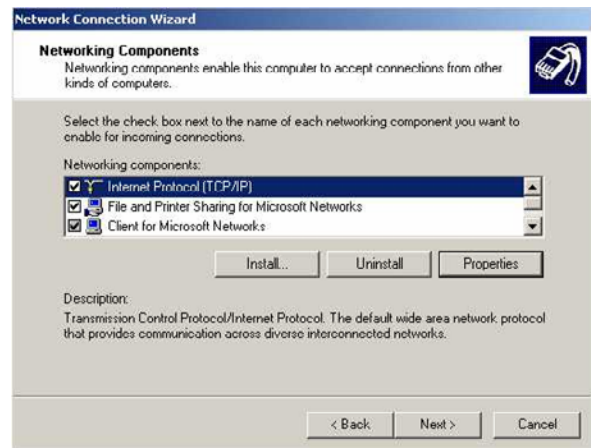 Network Connection Wizard
Networking Components
Networking components enable this computer to accept connections from other
kinds of computers.
Select the check box next to the name of each networking component you want to
enable for incoming connections.
Networking components:
Internet Protocol (TCP/IP)
File and Printer Sharing for Microsoft Networks
Client for Microsoft Networks
Install... Uninstall Properties
Description:
Transmission Control Protocol/Internet Protocol. The default wide area network protocol
that provides communication across diverse interconnected networks.
< Back Next > Cancel